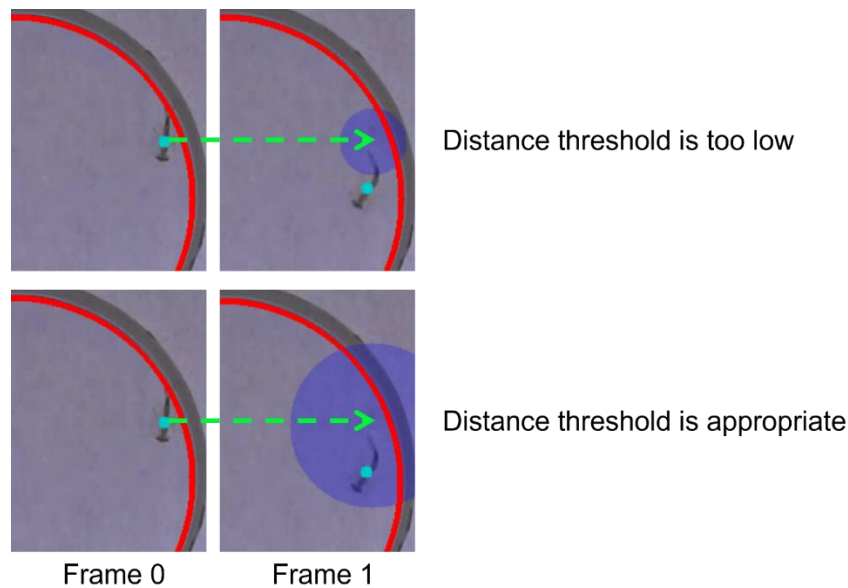 Distance threshold is too low
Distance threshold is appropriate
Frame 0
Frame 1